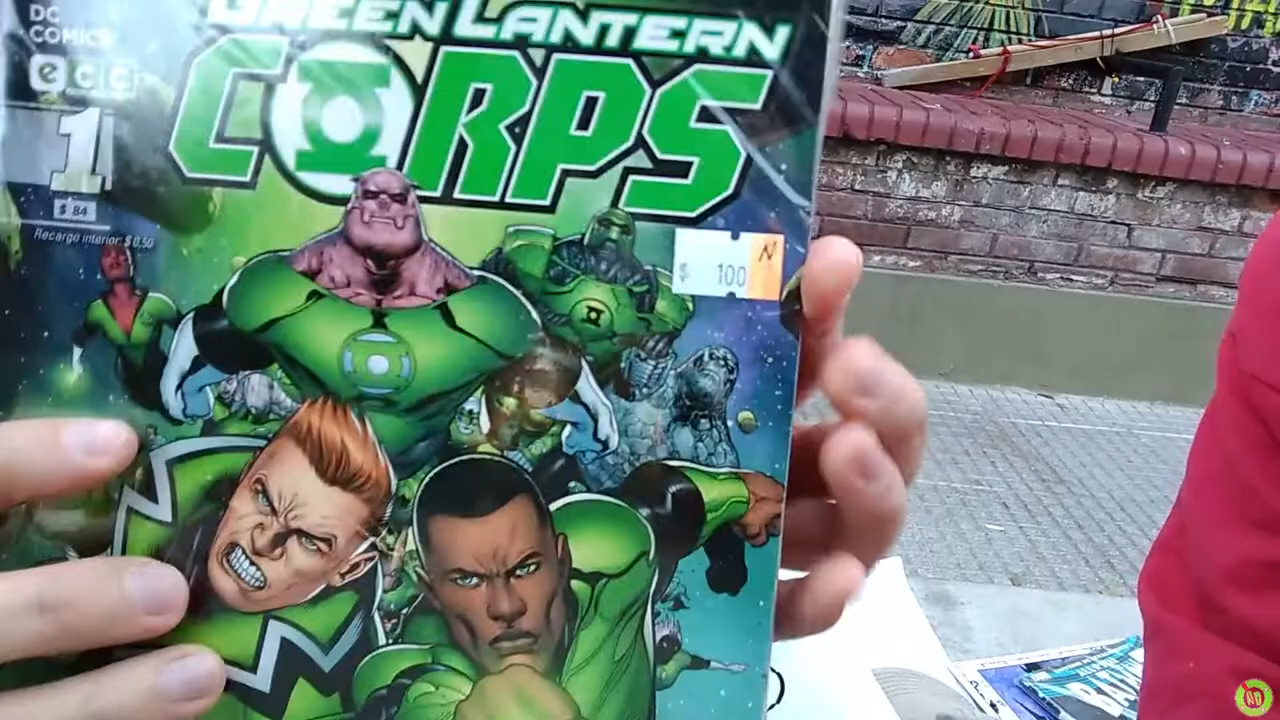 GREEN LANTERN
CORPS
DC
COMICS
ecc
1
$ 84
Recargo interior: $ 0,50
$ 100
N